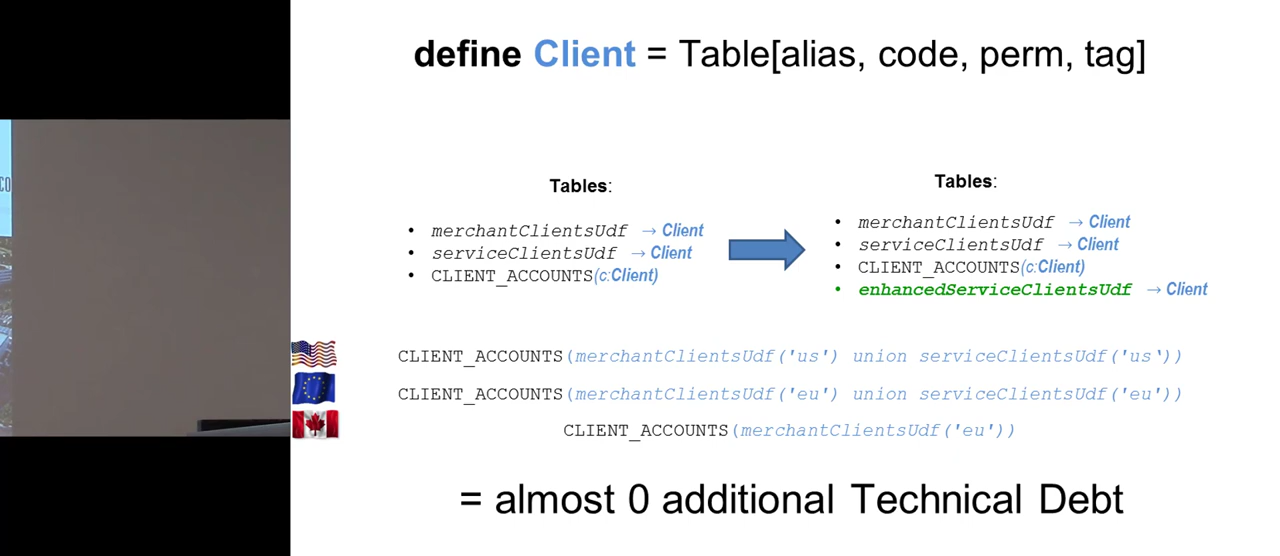 define Client = Table[alias, code, perm, tag]
Tables:
• merchantClientsUdf → Client
• serviceClientsUdf → Client
• CLIENT_ACCOUNTS(c:Client)
Tables:
• merchantClientsUdf → Client
• serviceClientsUdf → Client
• CLIENT_ACCOUNTS(c:Client)
• enhancedServiceClientsUdf → Client
CLIENT_ACCOUNTS(merchantClientsUdf('us') union serviceClientsUdf('us‘))
CLIENT_ACCOUNTS(merchantClientsUdf('eu') union serviceClientsUdf('eu'))
CLIENT_ACCOUNTS(merchantClientsUdf('eu'))
= almost 0 additional Technical Debt